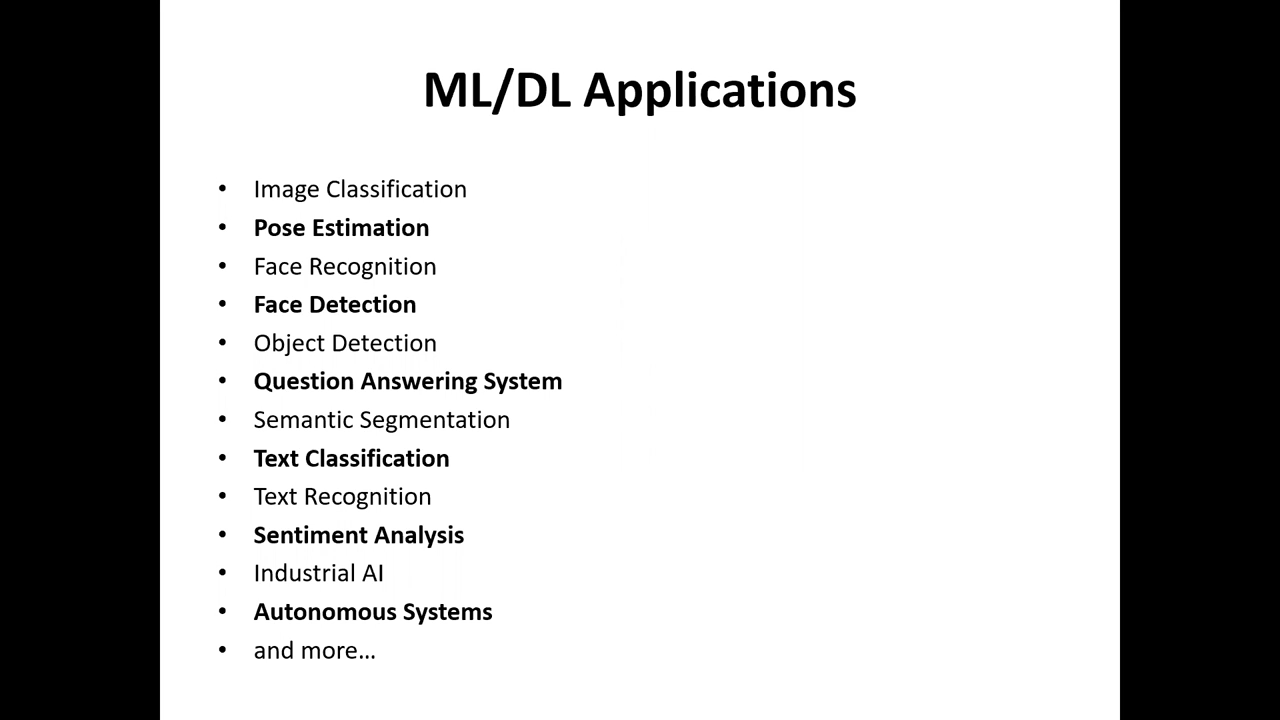 ML/DL Applications
• Image Classification
• Pose Estimation
• Face Recognition
• Face Detection
• Object Detection
• Question Answering System
• Semantic Segmentation
• Text Classification
• Text Recognition
• Sentiment Analysis
• Industrial AI
• Autonomous Systems
• and more…